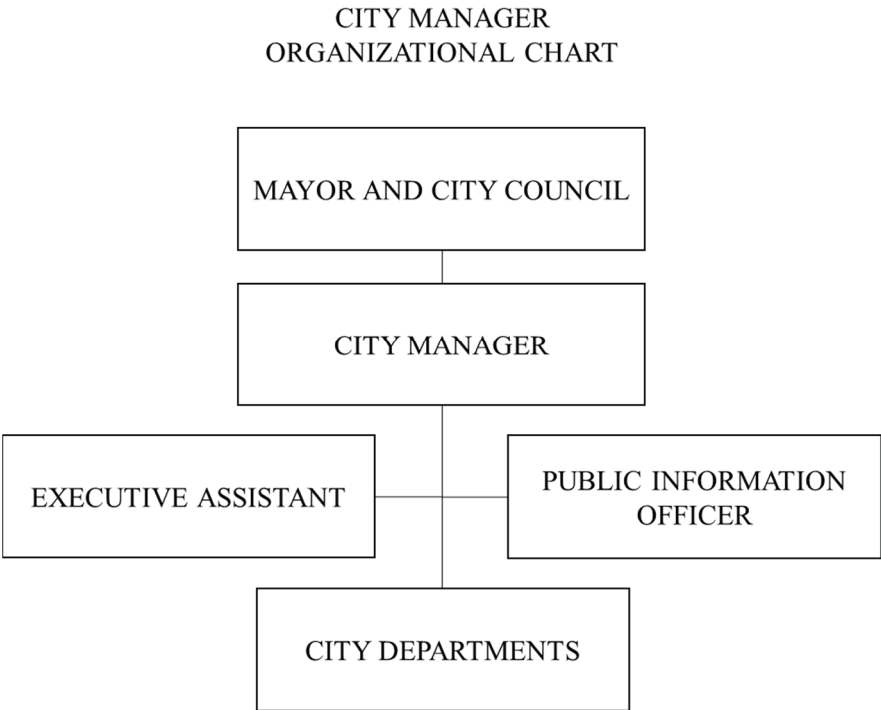 CITY MANAGER
ORGANIZATIONAL CHART
MAYOR AND CITY COUNCIL
CITY MANAGER
EXECUTIVE ASSISTANT
PUBLIC INFORMATION
OFFICER
CITY DEPARTMENTS